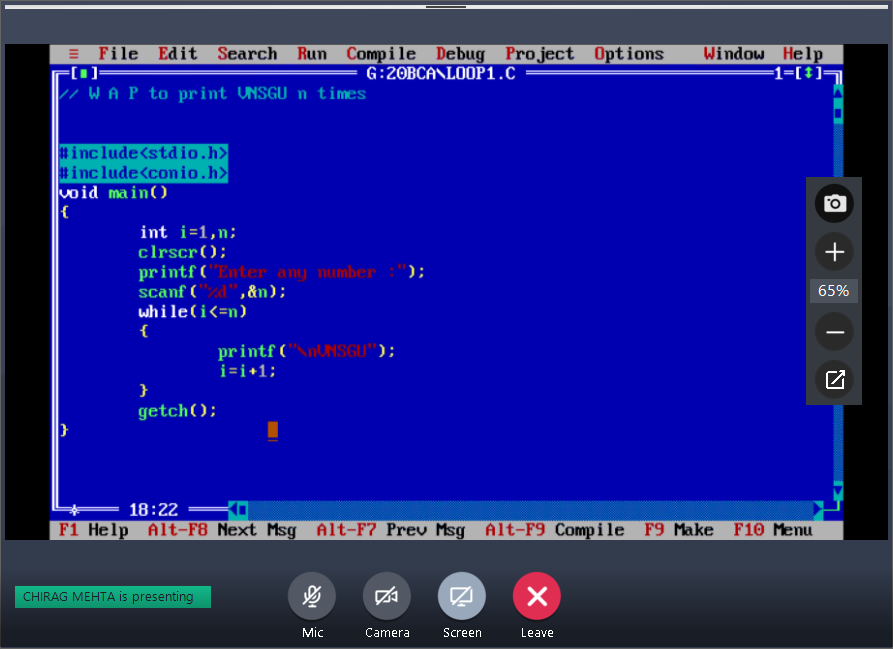 ≡ File Edit Search Run Compile Debug Project Options Window Help
[■] G:20BCA\LOOP1.C 1=[↕]
// W A P to print VNSGU n times
#include<stdio.h>
#include<conio.h>
void main()
{
int i=1,n;
clrscr();
printf("Enter any number :");
scanf("%d",&n);
while(i<=n)
{
printf("\nVNSGU");
i=i+1;
}
getch();
}
65%
* 18:22
F1 Help Alt-F8 Next Msg Alt-F7 Prev Msg Alt-F9 Compile F9 Make F10 Menu
CHIRAG MEHTA is presenting
Mic Camera Screen Leave